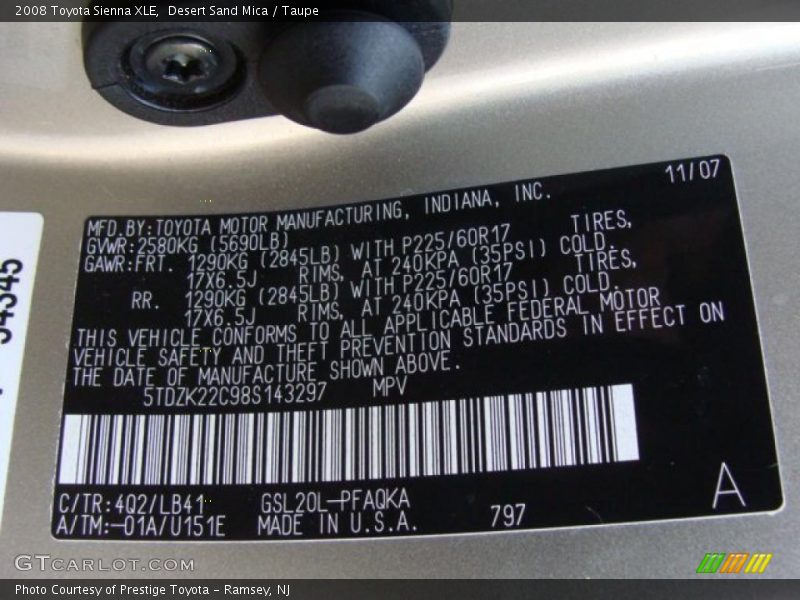 2008 Toyota Sienna XLE,  Desert Sand Mica / Taupe
11/07
MFD.BY:TOYOTA MOTOR MANUFACTURING, INDIANA, INC.
GVWR:2580KG (5690LB)
GAWR:FRT. 1290KG (2845LB) WITH P225/60R17 TIRES,
17X6.5J RIMS, AT 240KPA (35PSI) COLD.
RR. 1290KG (2845LB) WITH P225/60R17 TIRES,
17X6.5J RIMS, AT 240KPA (35PSI) COLD.
THIS VEHICLE CONFORMS TO ALL APPLICABLE FEDERAL MOTOR
VEHICLE SAFETY AND THEFT PREVENTION STANDARDS IN EFFECT ON
THE DATE OF MANUFACTURE SHOWN ABOVE.
5TDZK22C98S143297 MPV
C/TR:4Q2/LB41 GSL20L-PFAQKA
A/TM:-01A/U151E MADE IN U.S.A. 797
A
GTCARLOT.COM
Photo Courtesy of Prestige Toyota - Ramsey, NJ